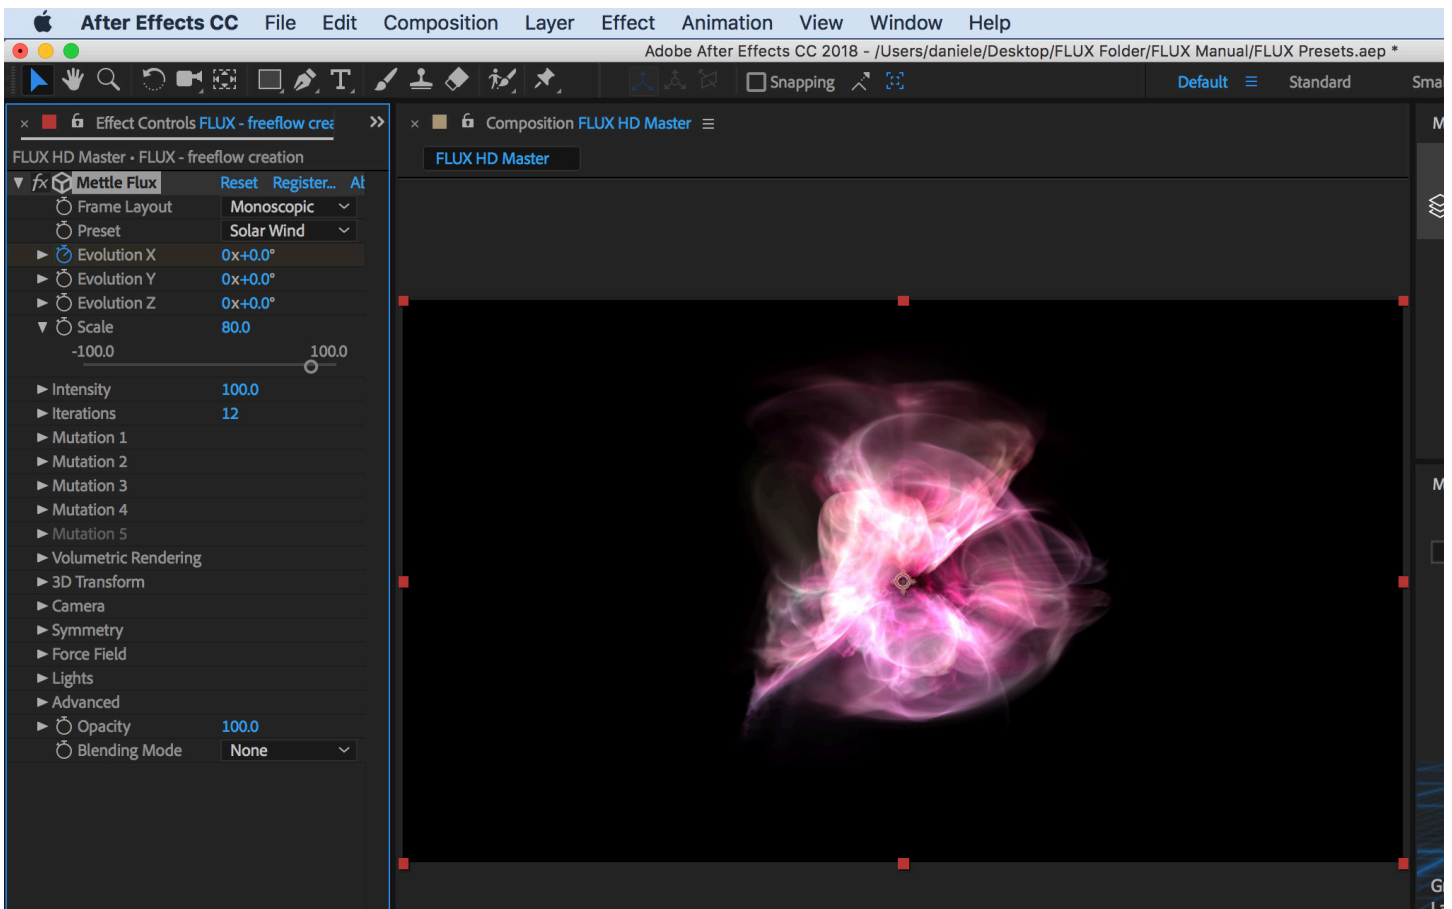 After Effects CC File Edit Composition Layer Effect Animation View Window Help
Adobe After Effects CC 2018 - /Users/daniele/Desktop/FLUX Folder/FLUX Manual/FLUX Presets.aep *
Snapping Default Standard
Effect Controls FLUX - freeflow
Composition FLUX HD Master
FLUX HD Master • FLUX - freeflow creation
FLUX HD Master
fx Mettle Flux Reset Register...
Frame Layout Monoscopic
Preset Solar Wind
Evolution X 0x+0.0°
Evolution Y 0x+0.0°
Evolution Z 0x+0.0°
Scale 80.0
-100.0 100.0
Intensity 100.0
Iterations 12
Mutation 1
Mutation 2
Mutation 3
Mutation 4
Mutation 5
Volumetric Rendering
3D Transform
Camera
Symmetry
Force Field
Lights
Advanced
Opacity 100.0
Blending Mode None